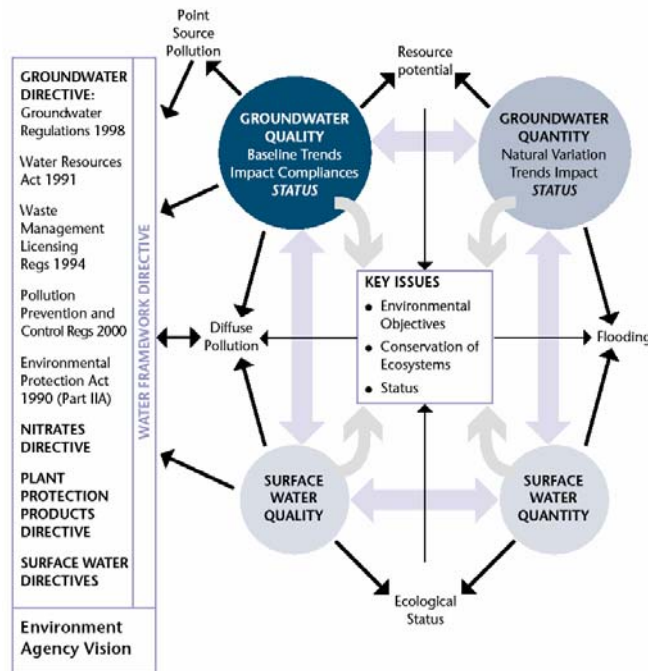 Point
Source
Pollution
Resource
potential
GROUNDWATER
DIRECTIVE:
Groundwater
Regulations 1998
Water Resources
Act 1991
Waste
Management
Licensing
Regs 1994
Pollution
Prevention and
Control Regs 2000
Environmental
Protection Act
1990 (Part IIA)
NITRATES
DIRECTIVE
PLANT
PROTECTION
PRODUCTS
DIRECTIVE
SURFACE WATER
DIRECTIVES
WATER FRAMEWORK DIRECTIVE
Environment
Agency Vision
GROUNDWATER
QUALITY
Baseline Trends
Impact Compliances
STATUS
GROUNDWATER
QUANTITY
Natural Variation
Trends Impact
STATUS
KEY ISSUES
• Environmental
Objectives
• Conservation of
Ecosystems
• Status
Diffuse
Pollution
Flooding
SURFACE
WATER
QUALITY
SURFACE
WATER
QUANTITY
Ecological
Status